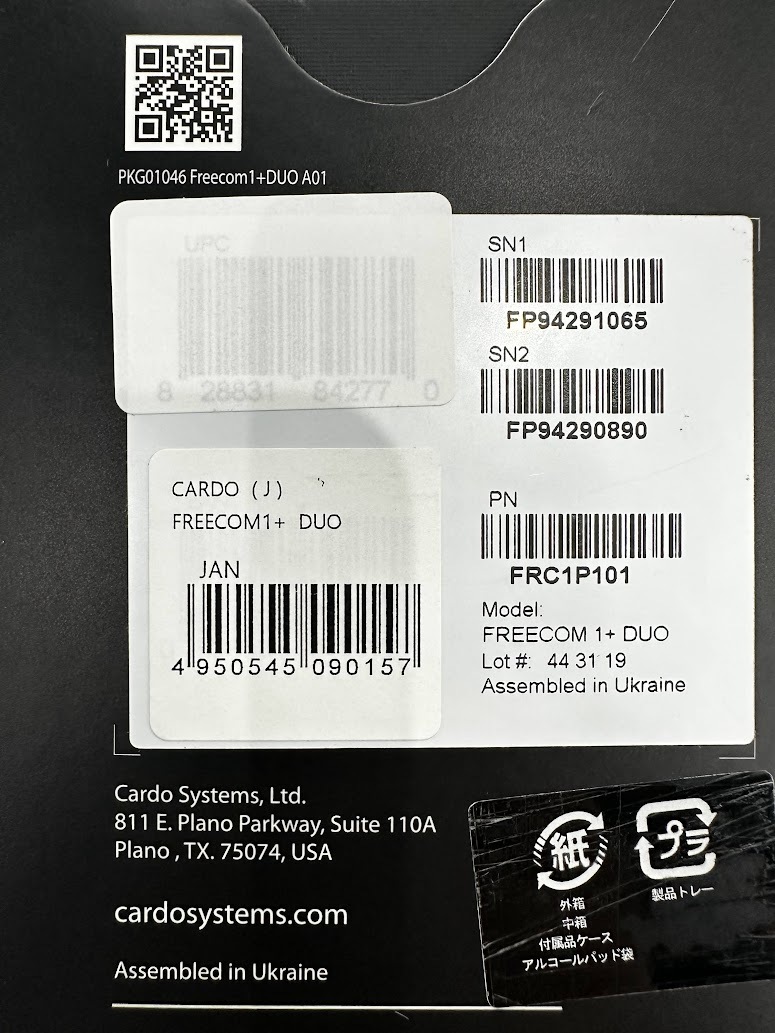 PKG01046 Freecom1+DUO A01
UPC
8 28831 84277 0
SN1
FP94291065
SN2
FP94290890
CARDO (J)
FREECOM1+ DUO
JAN
4 950545 090157
PN
FRC1P101
Model:
FREECOM 1+ DUO
Lot #: 44 31 19
Assembled in Ukraine
Cardo Systems, Ltd.
811 E. Plano Parkway, Suite 110A
Plano , TX. 75074, USA
cardosystems.com
Assembled in Ukraine
紙
外箱
中箱
付属品ケース
アルコールパッド袋
プラ
製品トレー